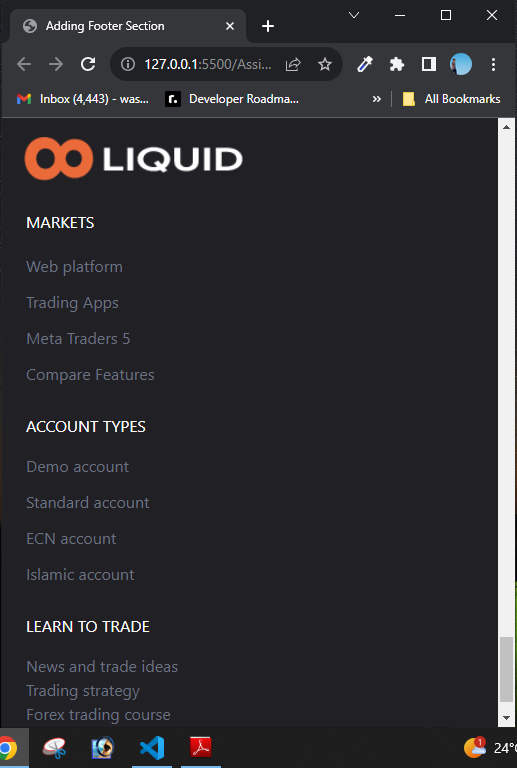 Adding Footer Section
127.0.0.1:5500/Assi...
Inbox (4,443) - was...
Developer Roadma...
»
All Bookmarks
LIQUID
MARKETS
Web platform
Trading Apps
Meta Traders 5
Compare Features
ACCOUNT TYPES
Demo account
Standard account
ECN account
Islamic account
LEARN TO TRADE
News and trade ideas
Trading strategy
Forex trading course
1
24°